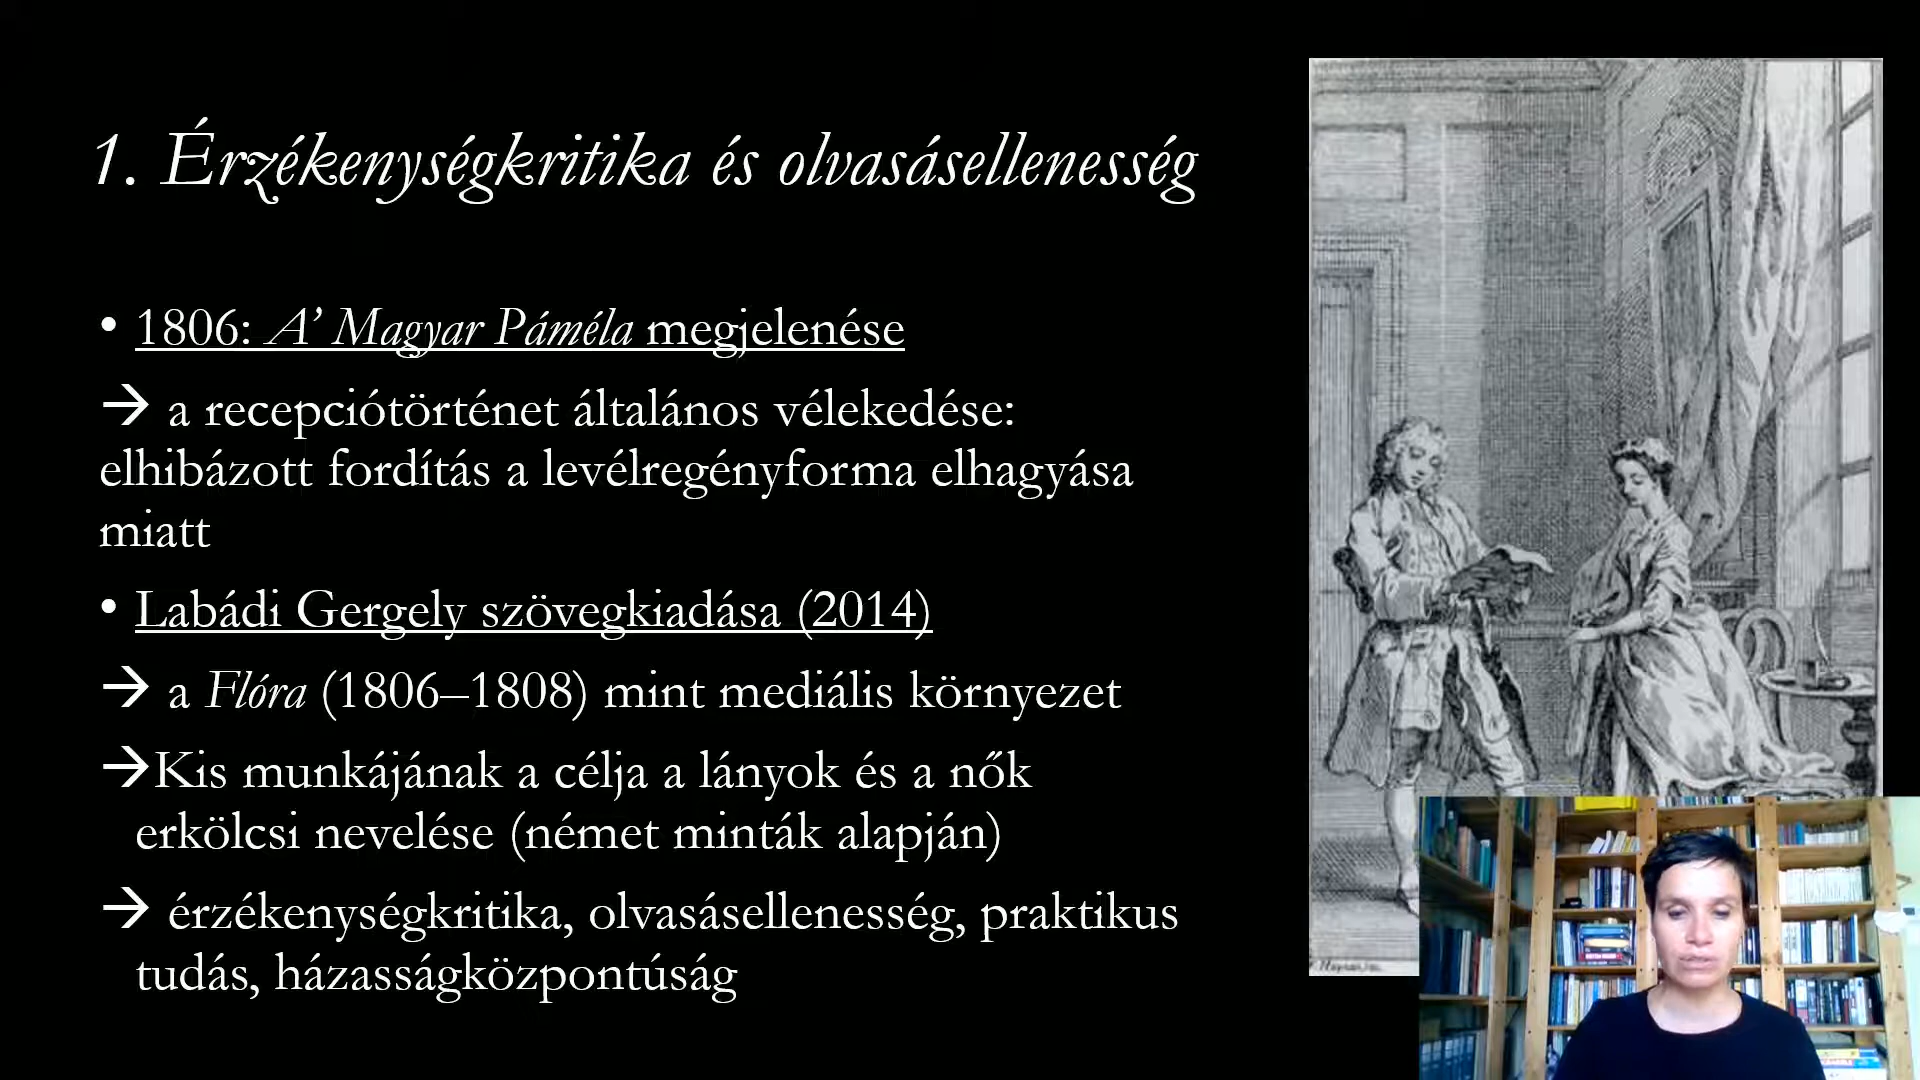 1. Érzékenységkritika és olvasásellenesség
• 1806: A’ Magyar Páméla megjelenése
→ a recepciótörténet általános vélekedése:
elhibázott fordítás a levélregényforma elhagyása
miatt
• Labádi Gergely szövegkiadása (2014)
→ a Flóra (1806–1808) mint mediális környezet
→Kis munkájának a célja a lányok és a nők
erkölcsi nevelése (német minták alapján)
→ érzékenységkritika, olvasásellenesség, praktikus
tudás, házasságközpontúság